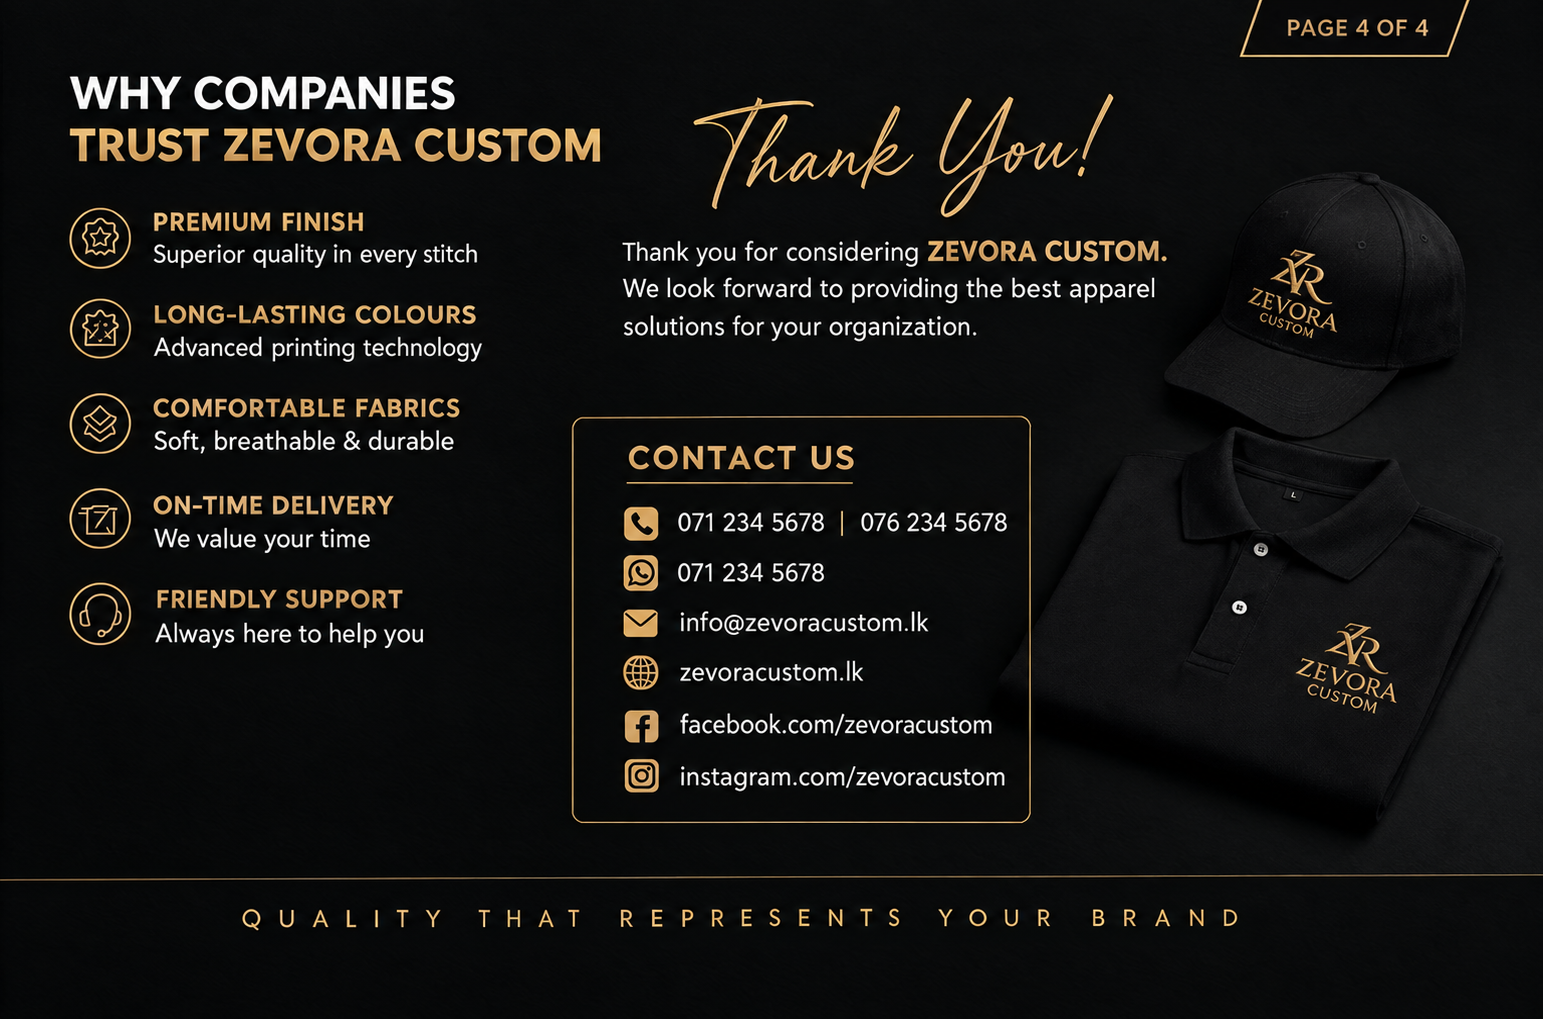 PAGE 4 OF 4
WHY COMPANIES
TRUST ZEVORA CUSTOM
PREMIUM FINISH
Superior quality in every stitch
LONG-LASTING COLOURS
Advanced printing technology
COMFORTABLE FABRICS
Soft, breathable & durable
ON-TIME DELIVERY
We value your time
FRIENDLY SUPPORT
Always here to help you
Thank You!
Thank you for considering ZEVORA CUSTOM.
We look forward to providing the best apparel
solutions for your organization.
CONTACT US
071 234 5678 | 076 234 5678
071 234 5678
info@zevoracustom.lk
zevoracustom.lk
facebook.com/zevoracustom
instagram.com/zevoracustom
ZR
ZEVORA
CUSTOM
L
ZR
ZEVORA
CUSTOM
QUALITY THAT REPRESENTS YOUR BRAND